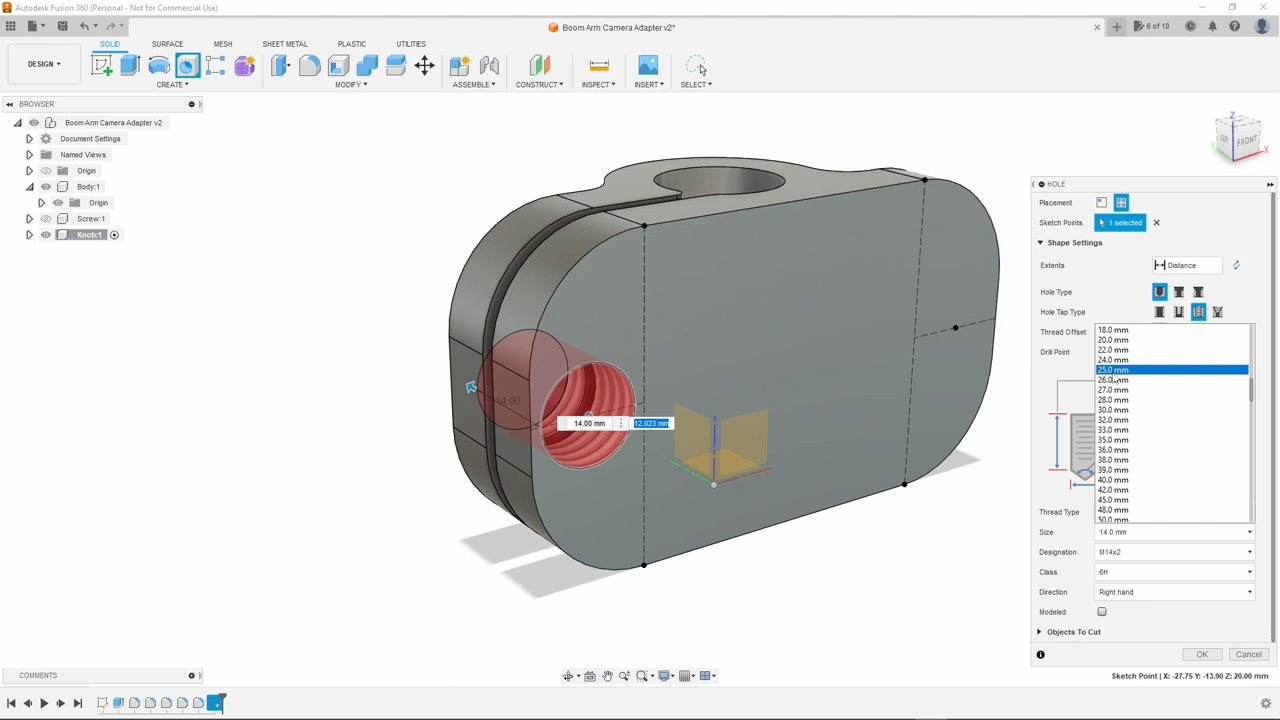 Autodesk Fusion 360 (Personal - Not for Commercial Use)
Boom Arm Camera Adapter v2*
6 of 10
SOLID
SURFACE
MESH
SHEET METAL
PLASTIC
UTILITIES
DESIGN
CREATE
MODIFY
ASSEMBLE
CONSTRUCT
INSPECT
INSERT
SELECT
BROWSER
Boom Arm Camera Adapter v2
Document Settings
Named Views
Origin
Body:1
Origin
Screw:1
Knob:1
Z
LEFT
FRONT
X
Y
HOLE
Placement
Sketch Points
1 selected
Shape Settings
Extents
Distance
Hole Type
Hole Tap Type
Thread Offset
Drill Point
18.0 mm
20.0 mm
22.0 mm
24.0 mm
25.0 mm
26.0 mm
27.0 mm
28.0 mm
30.0 mm
32.0 mm
33.0 mm
35.0 mm
36.0 mm
38.0 mm
39.0 mm
40.0 mm
42.0 mm
45.0 mm
48.0 mm
50.0 mm
14.00
14.00 mm
12.023 mm
Thread Type
Size
14.0 mm
Designation
M14x2
Class
6H
Direction
Right hand
Modeled
Objects To Cut
OK
Cancel
COMMENTS
Sketch Point | X: -27.75 Y: -13.90 Z: 20.00 mm